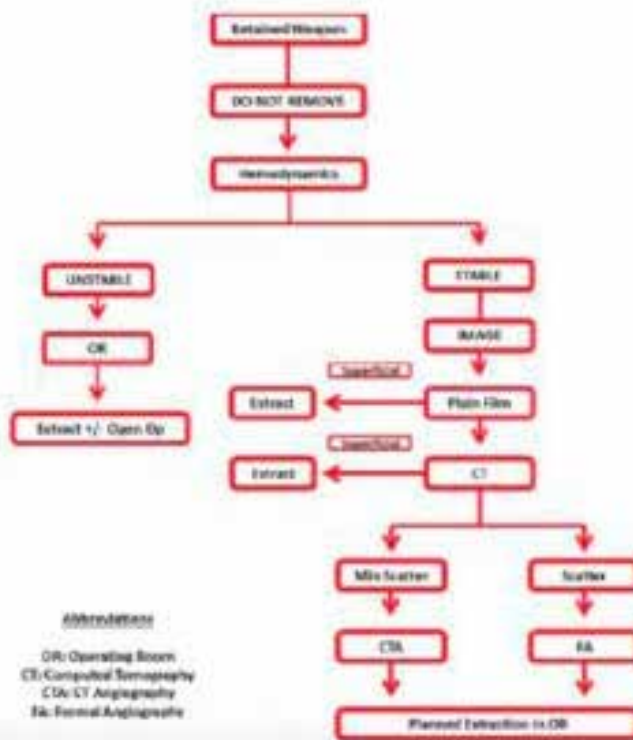 Retained Weapon
DO NOT REMOVE
Hemodynamics
UNSTABLE
STABLE
OR
IMAGE
Superficial
Extract
Plain Film
Extract +/- Open Op
Superficial
Extract
CT
Min Scatter
Scatter
CTA
FA
Planned Extraction in OR
Abbreviations
OR: Operating Room
CT: Computed Tomography
CTA: CT Angiography
FA: Formal Angiography